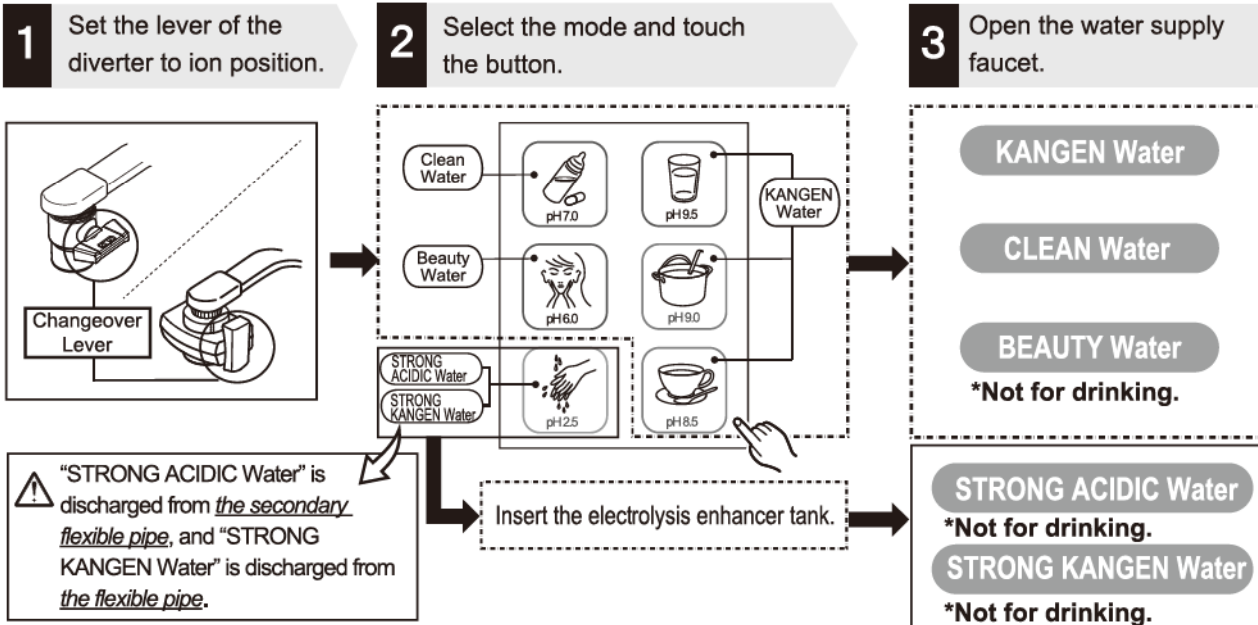 1
Set the lever of the
diverter to ion position.
2
Select the mode and touch
the button.
3
Open the water supply
faucet.
Changeover
Lever
Clean
Water
pH7.0
pH9.5
KANGEN
Water
Beauty
Water
pH6.0
pH9.0
STRONG
ACIDIC Water
STRONG
KANGEN Water
pH2.5
pH8.5
"STRONG ACIDIC Water" is
discharged from the secondary
flexible pipe, and "STRONG
KANGEN Water" is discharged from
the flexible pipe.
Insert the electrolysis enhancer tank.
KANGEN Water
CLEAN Water
BEAUTY Water
*Not for drinking.
STRONG ACIDIC Water
*Not for drinking.
STRONG KANGEN Water
*Not for drinking.